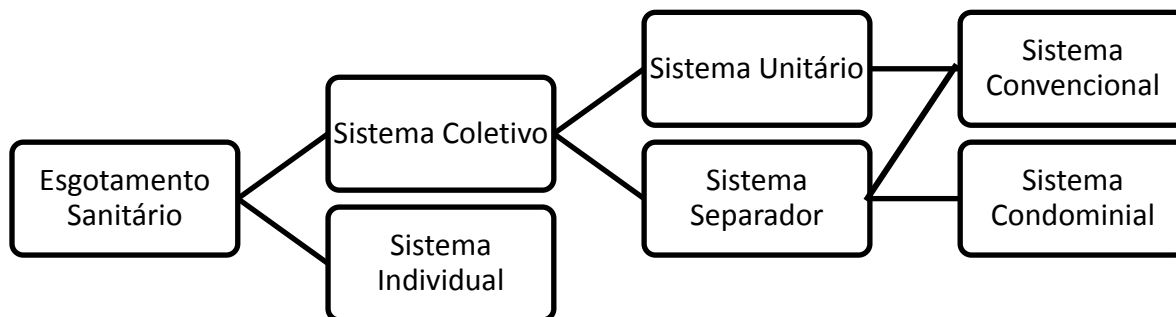 Esgotamento
Sanitário
Sistema Coletivo
Sistema
Individual
Sistema Unitário
Sistema
Separador
Sistema
Convencional
Sistema
Condominial